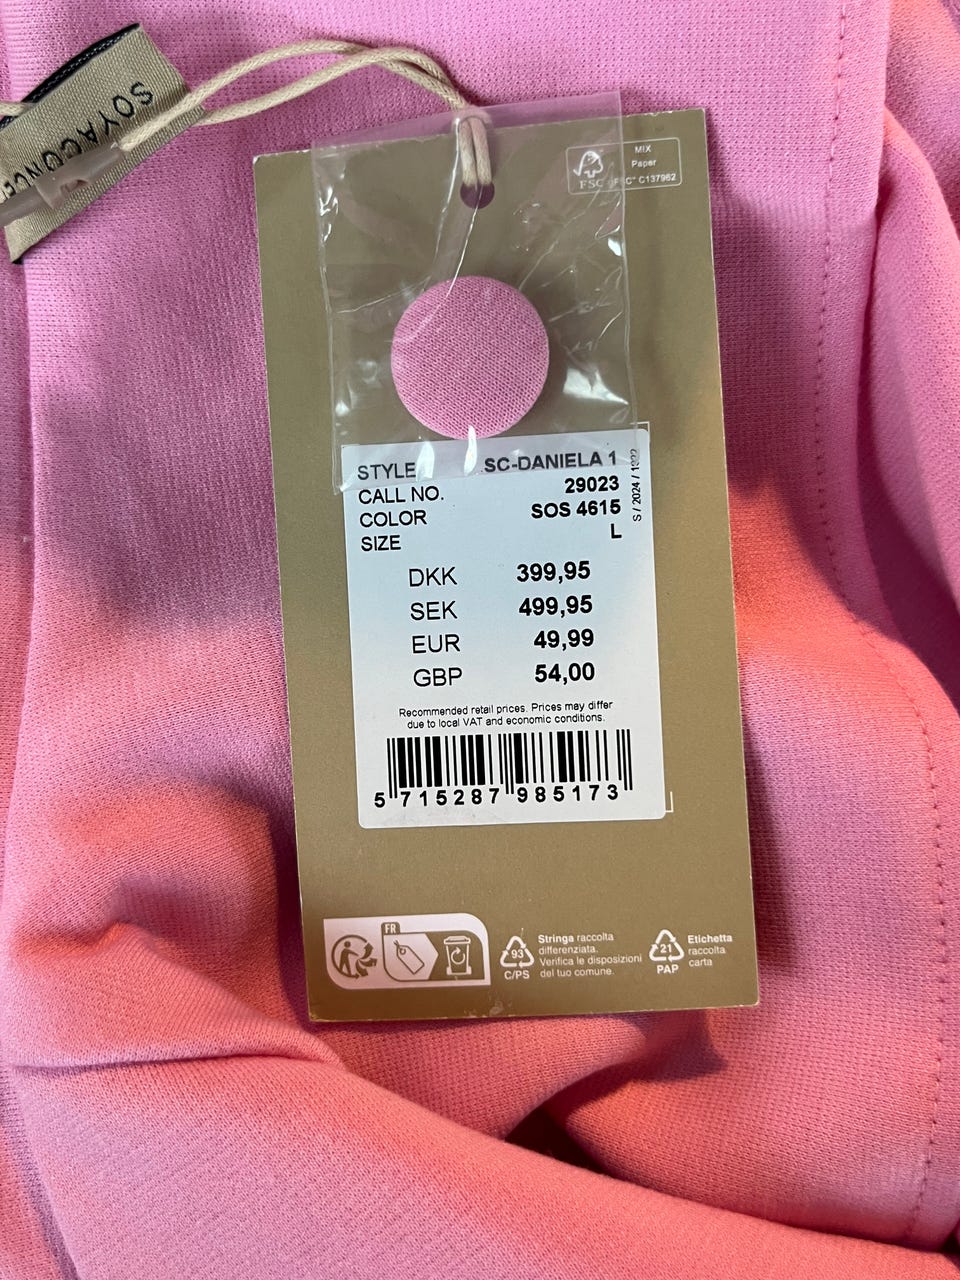 SOYACONCE
MIX
Paper
FSC
FSC® C137962
STYLE SC-DANIELA 1
CALL NO. 29023
COLOR SOS 4615
SIZE L
S / 2024 /
DKK 399,95
SEK 499,95
EUR 49,99
GBP 54,00
Recommended retail prices. Prices may differ
due to local VAT and economic conditions.
5 715287 985173
FR
93
C/PS
Stringa raccolta
differenziata.
Verifica le disposizioni
del tuo comune.
21
PAP
Etichetta
raccolta
carta